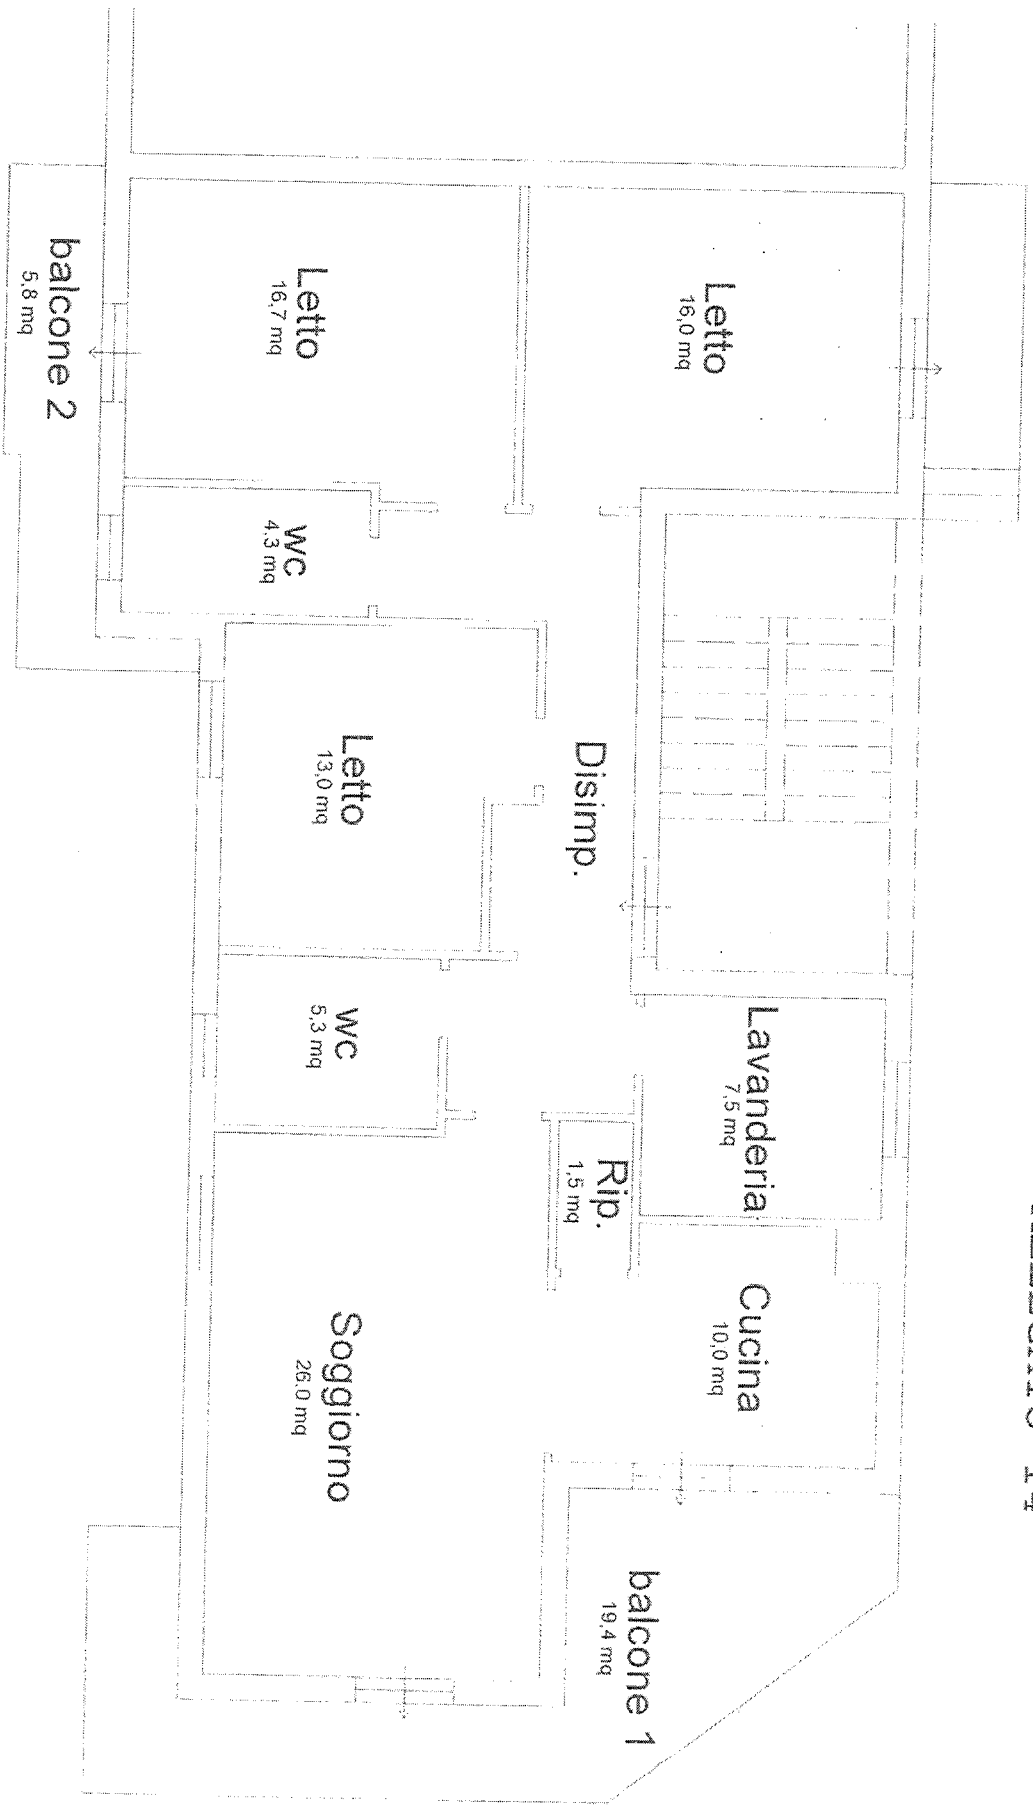 Letto
16,0 mq
Letto
16,7 mq
balcone 2
5,8 mq
wc
4,3 mq
Letto
13,0 mq
Disimp.
wc
5,3 mq
Lavanderia
7,5 mq
Rip.
1,5 mq
Cucina
10,0 mq
Soggiorno
26,0 mq
balcone 1
19,4 mq